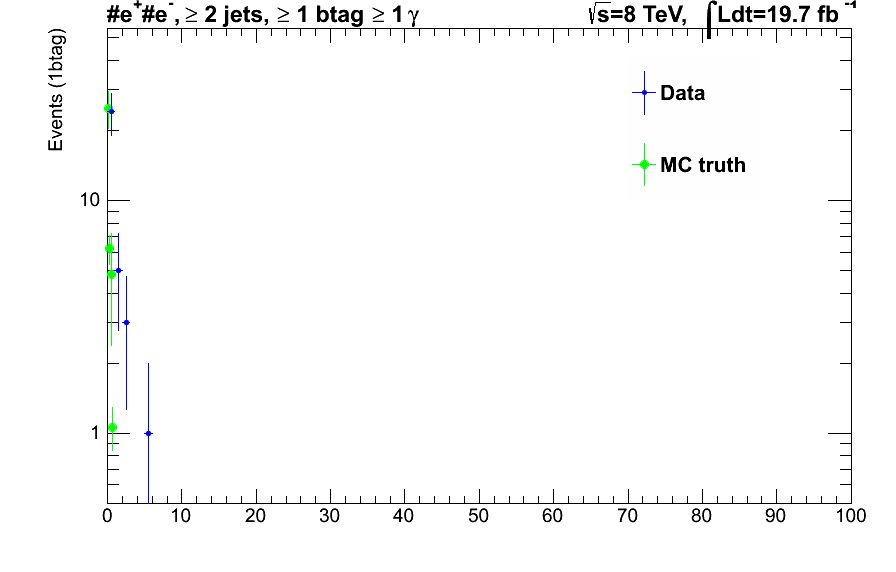 #e⁺#e⁻, ≥ 2 jets, ≥ 1 btag ≥ 1 γ
√s=8 TeV, ∫Ldt=19.7 fb⁻¹
Events (1btag)
Data
MC truth
10
1
0 10 20 30 40 50 60 70 80 90 100